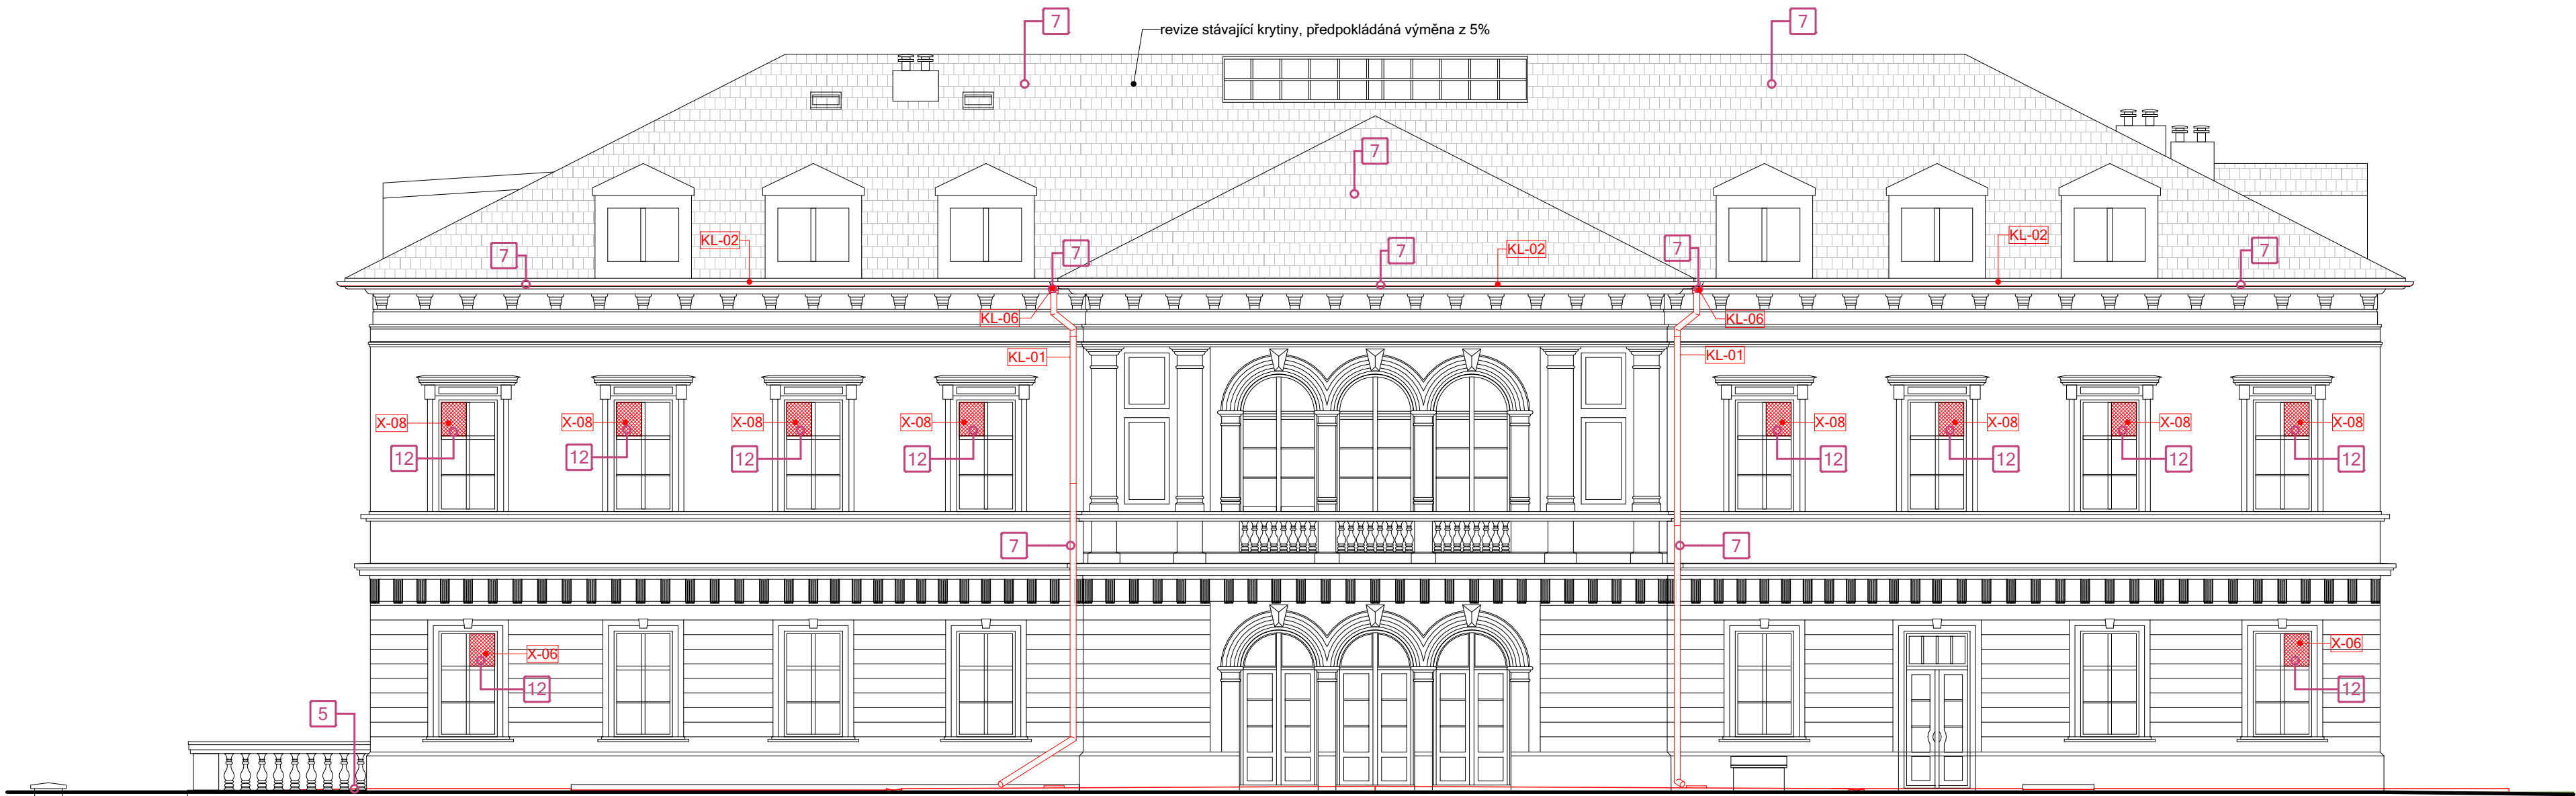 7
revize stávající krytiny, předpokládáná výměna z 5%
7
7
KL-02
7
7
7
KL-02
7
KL-02
7
KL-06
KL-06
KL-01
KL-01
X-08
X-08
X-08
X-08
X-08
X-08
X-08
X-08
12
12
12
12
12
12
12
12
7
7
X-06
X-06
12
12
5